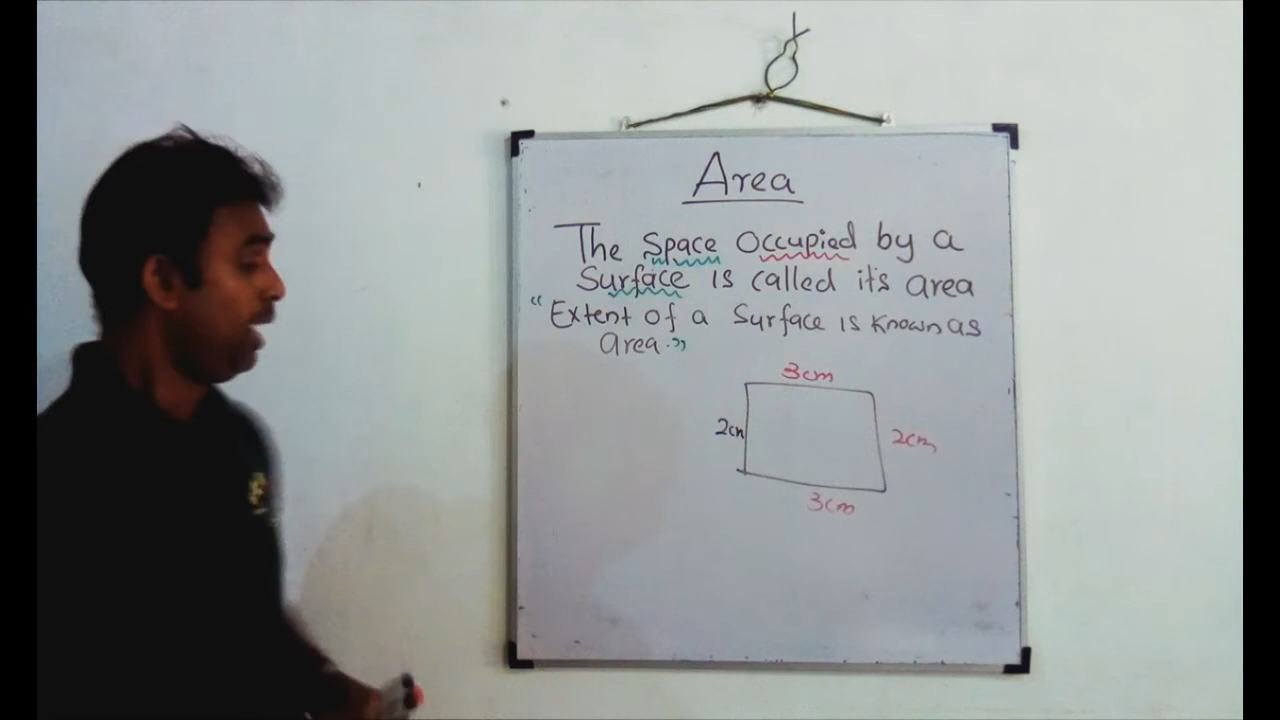 Area
The Space Occupied by a
Surface is called it's area
"Extent of a Surface is known as
area."
3cm
2cm
2cm
3cm